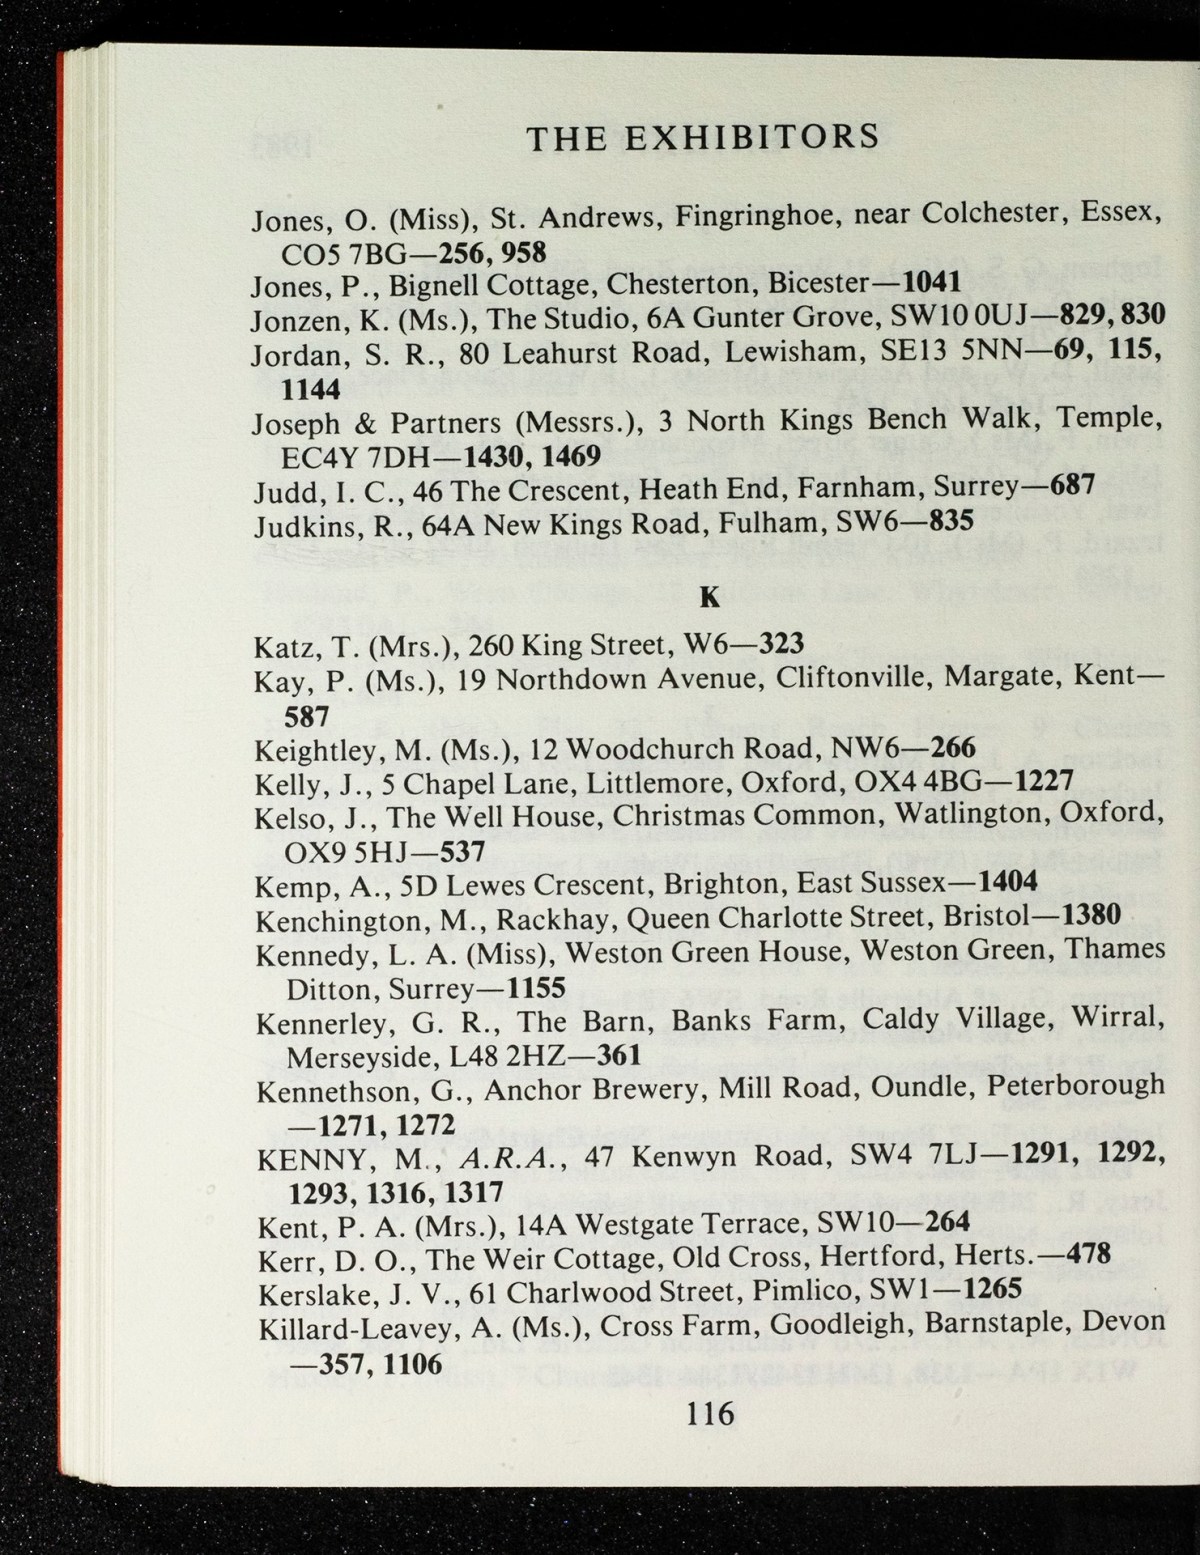 THE EXHIBITORS
Jones, O. (Miss), St. Andrews, Fingringhoe, near Colchester, Essex,
CO5 7BG—256, 958
Jones, P., Bignell Cottage, Chesterton, Bicester—1041
Jonzen, K. (Ms.), The Studio, 6A Gunter Grove, SW10 0UJ—829, 830
Jordan, S. R., 80 Leahurst Road, Lewisham, SE13 5NN—69, 115,
1144
Joseph & Partners (Messrs.), 3 North Kings Bench Walk, Temple,
EC4Y 7DH—1430, 1469
Judd, I. C., 46 The Crescent, Heath End, Farnham, Surrey—687
Judkins, R., 64A New Kings Road, Fulham, SW6—835
K
Katz, T. (Mrs.), 260 King Street, W6—323
Kay, P. (Ms.), 19 Northdown Avenue, Cliftonville, Margate, Kent—
587
Keightley, M. (Ms.), 12 Woodchurch Road, NW6—266
Kelly, J., 5 Chapel Lane, Littlemore, Oxford, OX4 4BG—1227
Kelso, J., The Well House, Christmas Common, Watlington, Oxford,
OX9 5HJ—537
Kemp, A., 5D Lewes Crescent, Brighton, East Sussex—1404
Kenchington, M., Rackhay, Queen Charlotte Street, Bristol—1380
Kennedy, L. A. (Miss), Weston Green House, Weston Green, Thames
Ditton, Surrey—1155
Kennerley, G. R., The Barn, Banks Farm, Caldy Village, Wirral,
Merseyside, L48 2HZ—361
Kennethson, G., Anchor Brewery, Mill Road, Oundle, Peterborough
—1271, 1272
KENNY, M., A.R.A., 47 Kenwyn Road, SW4 7LJ—1291, 1292,
1293, 1316, 1317
Kent, P. A. (Mrs.), 14A Westgate Terrace, SW10—264
Kerr, D. O., The Weir Cottage, Old Cross, Hertford, Herts.—478
Kerslake, J. V., 61 Charlwood Street, Pimlico, SW1—1265
Killard-Leavey, A. (Ms.), Cross Farm, Goodleigh, Barnstaple, Devon
—357, 1106
116